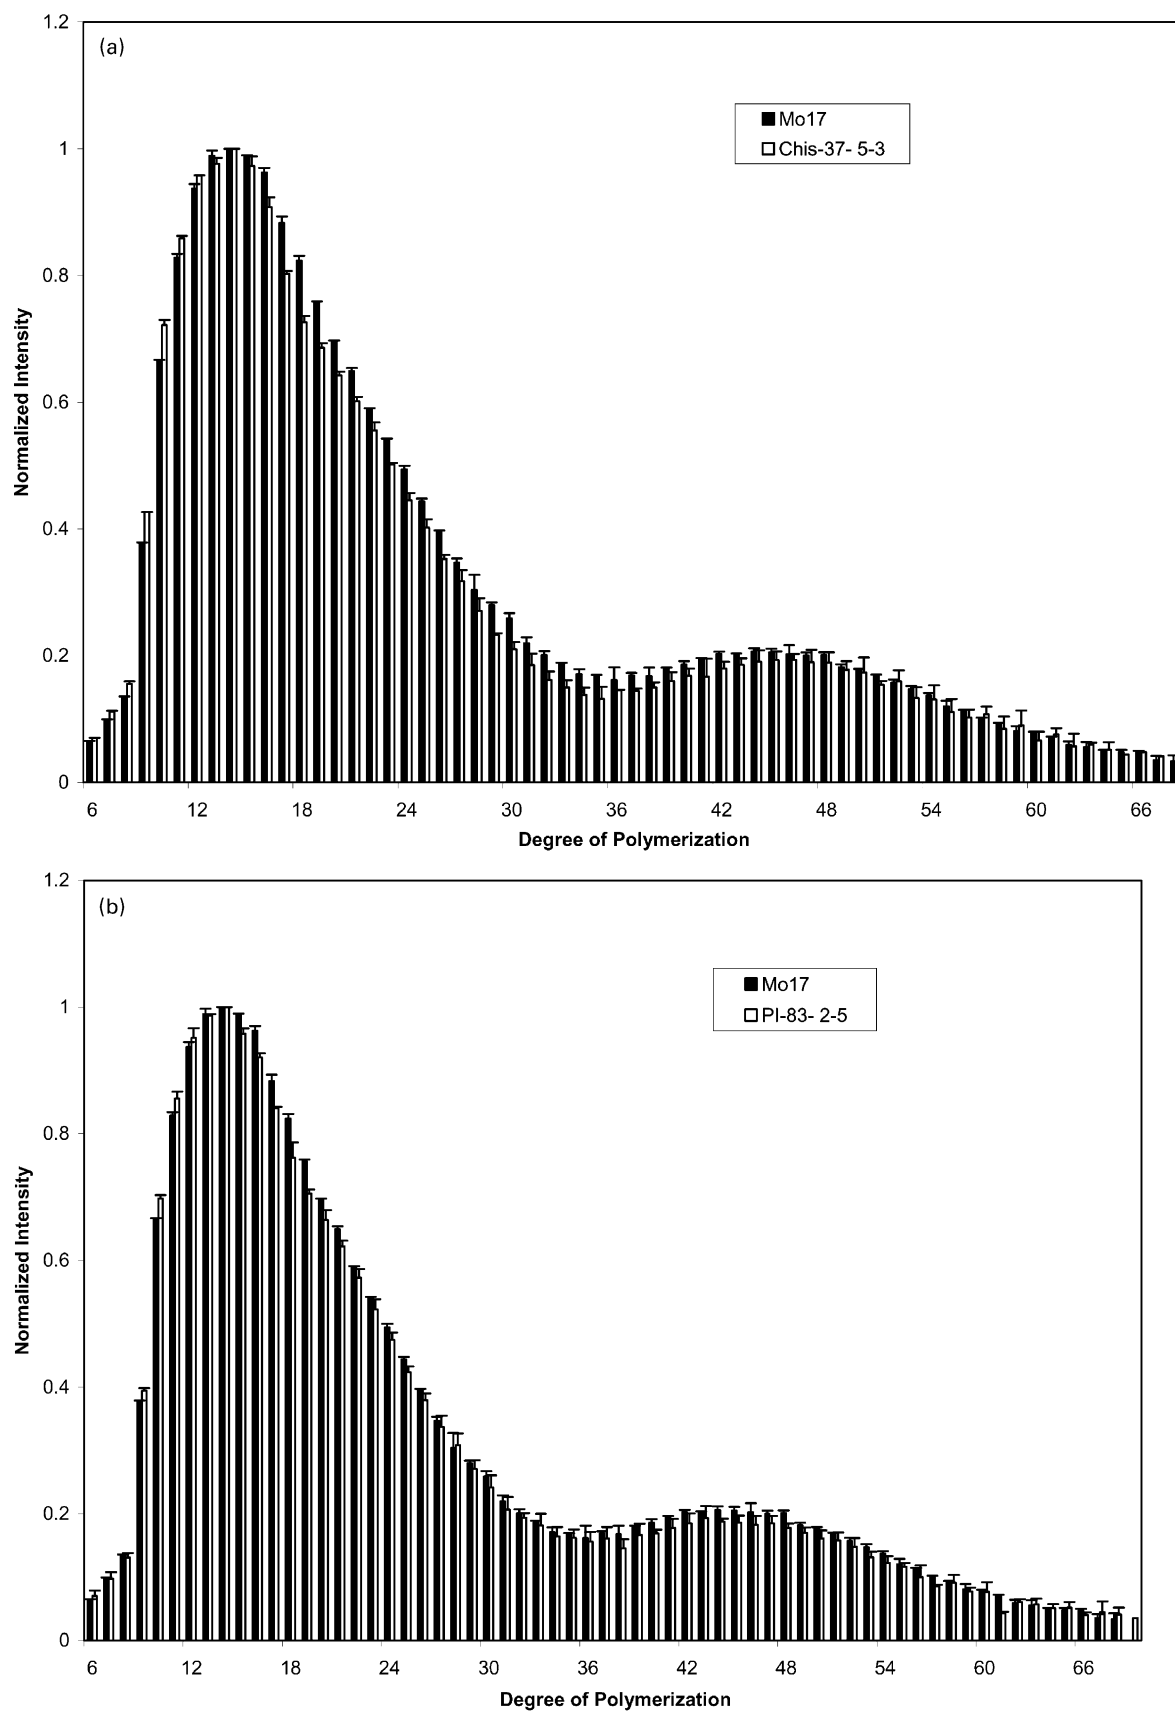 (a)
1.2
1
0.8
0.6
0.4
0.2
0
Normalized Intensity
Mo17
Chis-37- 5-3
6 12 18 24 30 36 42 48 54 60 66
Degree of Polymerization
(b)
1.2
1
0.8
0.6
0.4
0.2
0
Normalized Intensity
Mo17
PI-83- 2-5
6 12 18 24 30 36 42 48 54 60 66
Degree of Polymerization